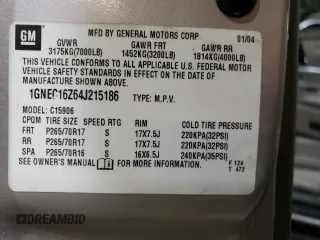 GM
MFD BY GENERAL MOTORS CORP
01/04
GVWR GAWR FRT GAWR RR
3175KG(7000LB) 1452KG(3200LB) 1814KG(4000LB)
THIS VEHICLE CONFORMS TO ALL APPLICABLE U.S. FEDERAL MOTOR
VEHICLE SAFETY STANDARDS IN EFFECT ON THE DATE OF
MANUFACTURE SHOWN ABOVE.
1GNEC16Z64J215186 TYPE: M.P.V.
MODEL: C15906
TIRE SIZE SPEED RTG RIM COLD TIRE PRESSURE
FRT P265/70R17 S 17X7.5J 220KPA(32PSI)
RR P265/70R17 S 17X7.5J 220KPA(32PSI)
SPA P265/70R16 S 16X6.5J 240KPA(35PSI)
SEE OWNER'S MANUAL FOR MORE INFORMATION.
F 124
T 472
DREAMBID